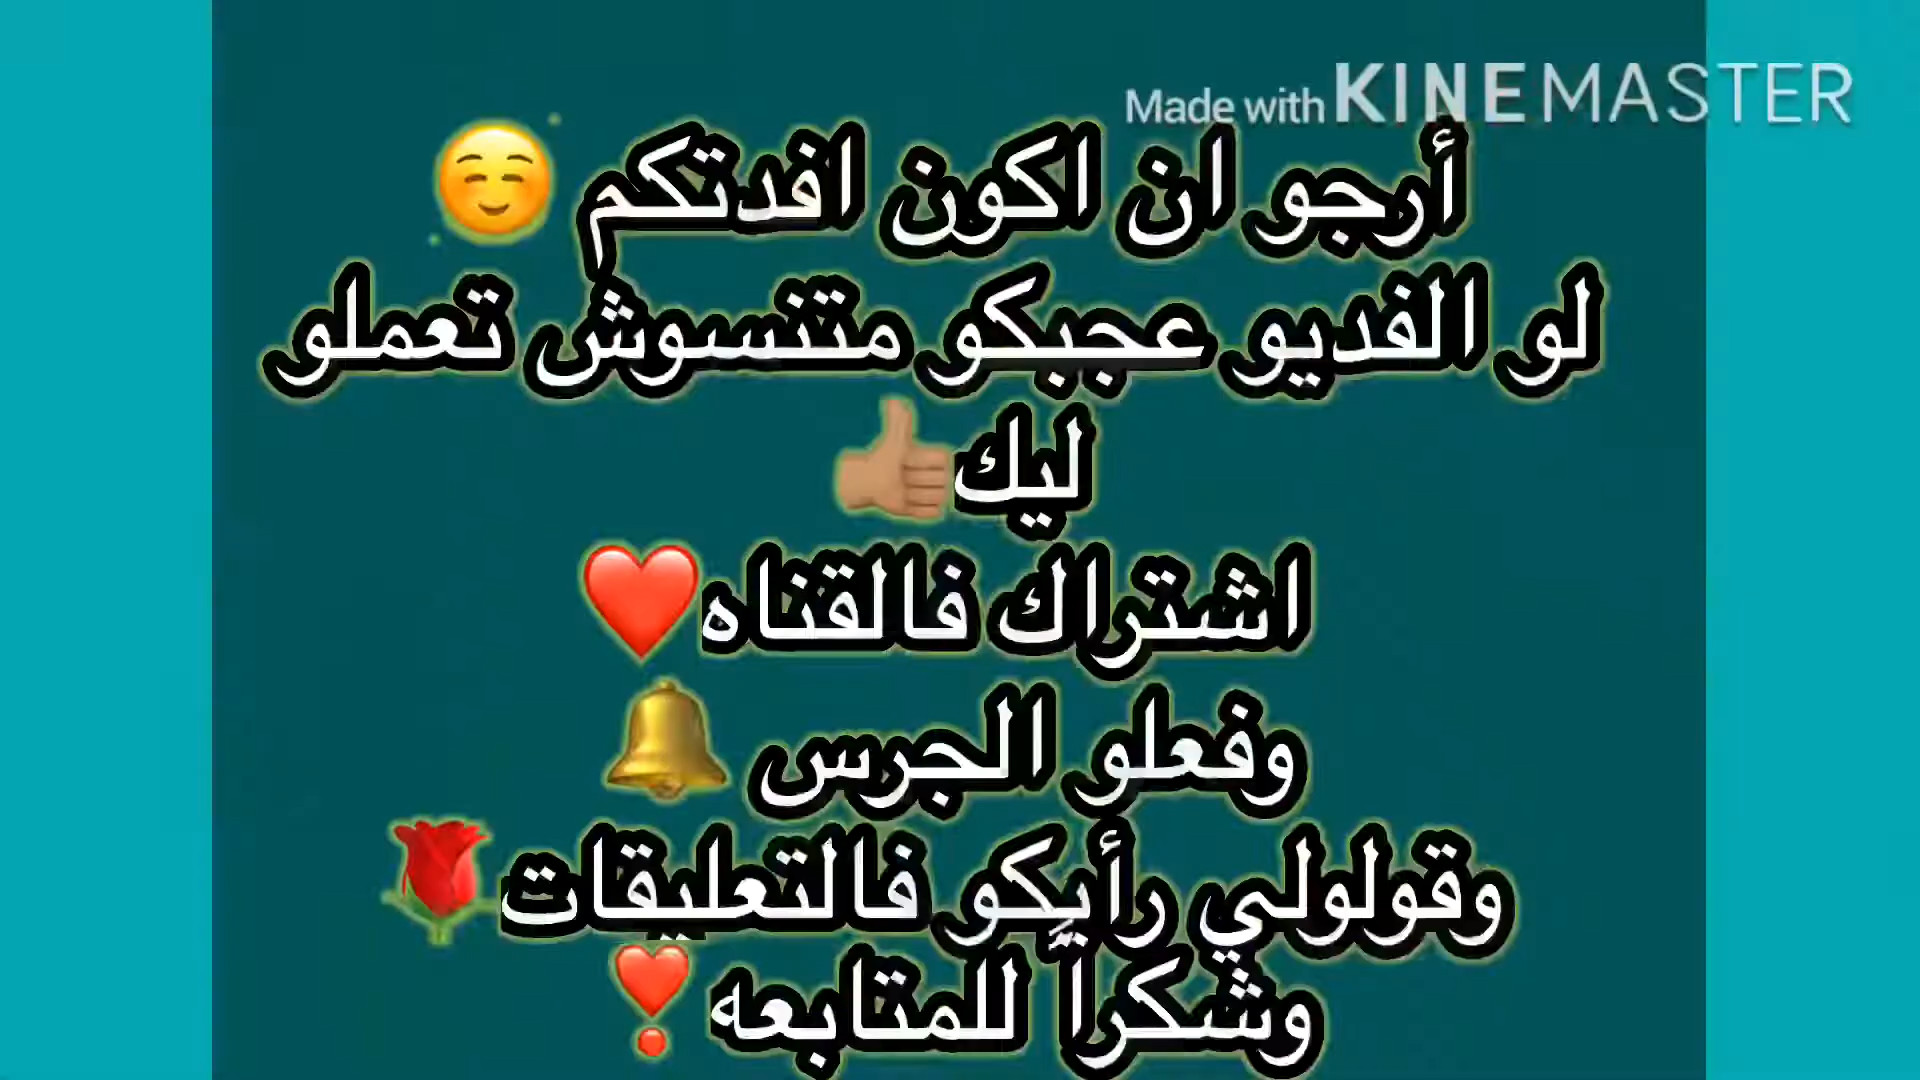 Made with KINEMASTER
أرجو ان اكون افدتكم ☺️
لو الفديو عجبكو متنسوش تعملو
ليك👍🏽
اشتراك فالقناه❤️
وفعلو الجرس 🔔
وقولولي رأيكو فالتعليقات🌹
وشكراً للمتابعه❣️